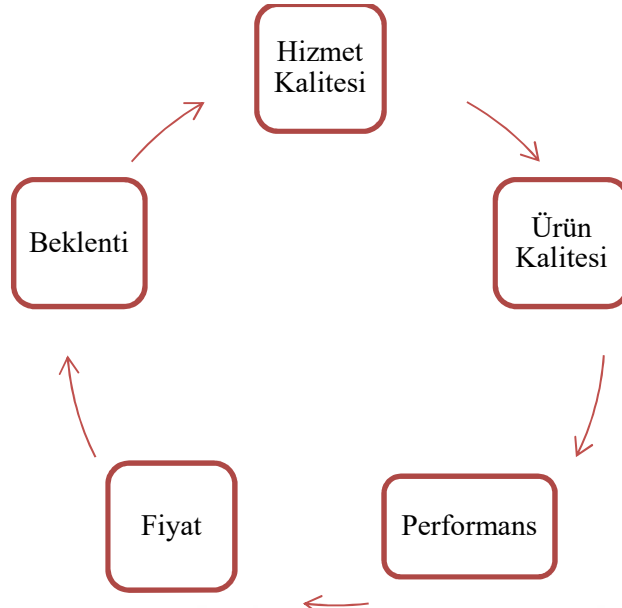 Hizmet
Kalitesi
Ürün
Kalitesi
Performans
Fiyat
Beklenti